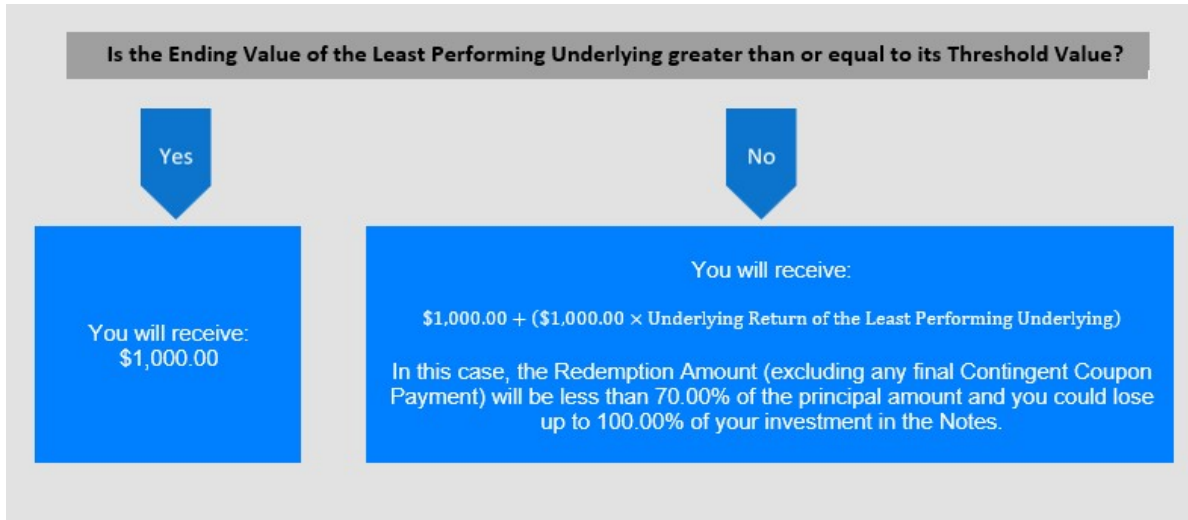 Is the Ending Value of the Least Performing Underlying greater than or equal to its Threshold Value?
Yes
No
You will receive:
$1,000.00
You will receive:
$1,000.00 + ($1,000.00 × Underlying Return of the Least Performing Underlying)
In this case, the Redemption Amount (excluding any final Contingent Coupon
Payment) will be less than 70.00% of the principal amount and you could lose
up to 100.00% of your investment in the Notes.